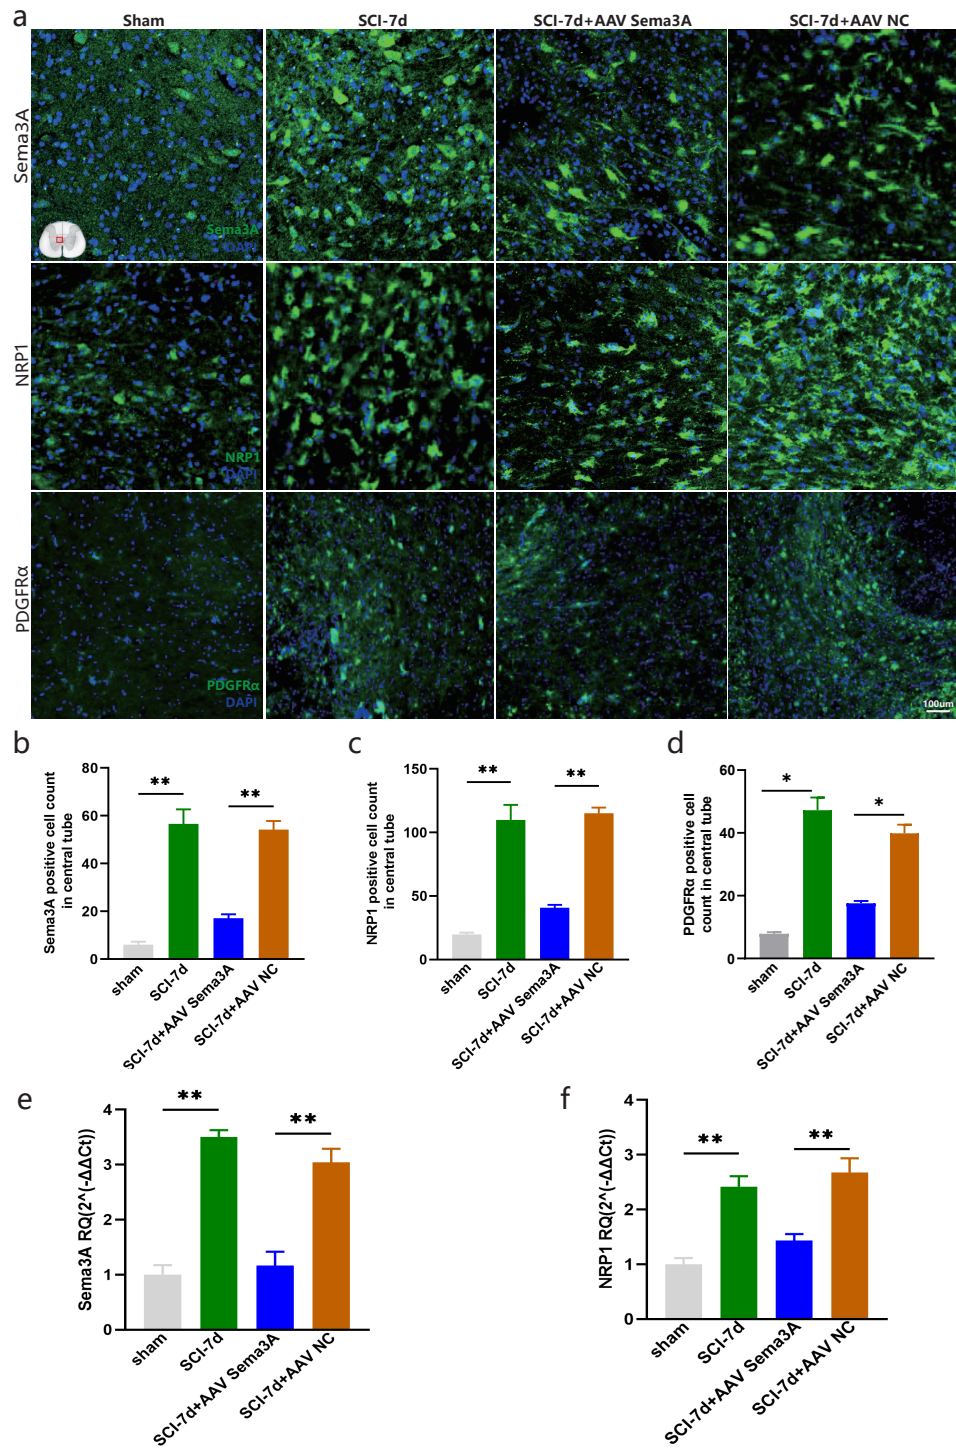 a
Sham
SCI-7d
SCI-7d+AAV Sema3A
SCI-7d+AAV NC
Sema3A
Sema3A
DAPI
NRP1
NRP1
DAPI
PDGFRα
PDGFRα
DAPI
100um
b
Sema3A positive cell count
in central tube
80
60
40
20
0
**
**
sham
SCI-7d
SCI-7d+AAV Sema3A
SCI-7d+AAV NC
c
NRP1 positive cell count
in central tube
150
100
50
0
**
**
sham
SCI-7d
SCI-7d+AAV Sema3A
SCI-7d+AAV NC
d
PDGFRα positive cell
count in central tube
60
40
20
0
*
*
sham
SCI-7d
SCI-7d+AAV Sema3A
SCI-7d+AAV NC
e
Sema3A RQ(2^(-ΔΔCt))
4
3
2
1
0
**
**
sham
SCI-7d
SCI-7d+AAV Sema3A
SCI-7d+AAV NC
f
NRP1 RQ(2^(-ΔΔCt))
4
3
2
1
0
**
**
sham
SCI-7d
SCI-7d+AAV Sema3A
SCI-7d+AAV NC